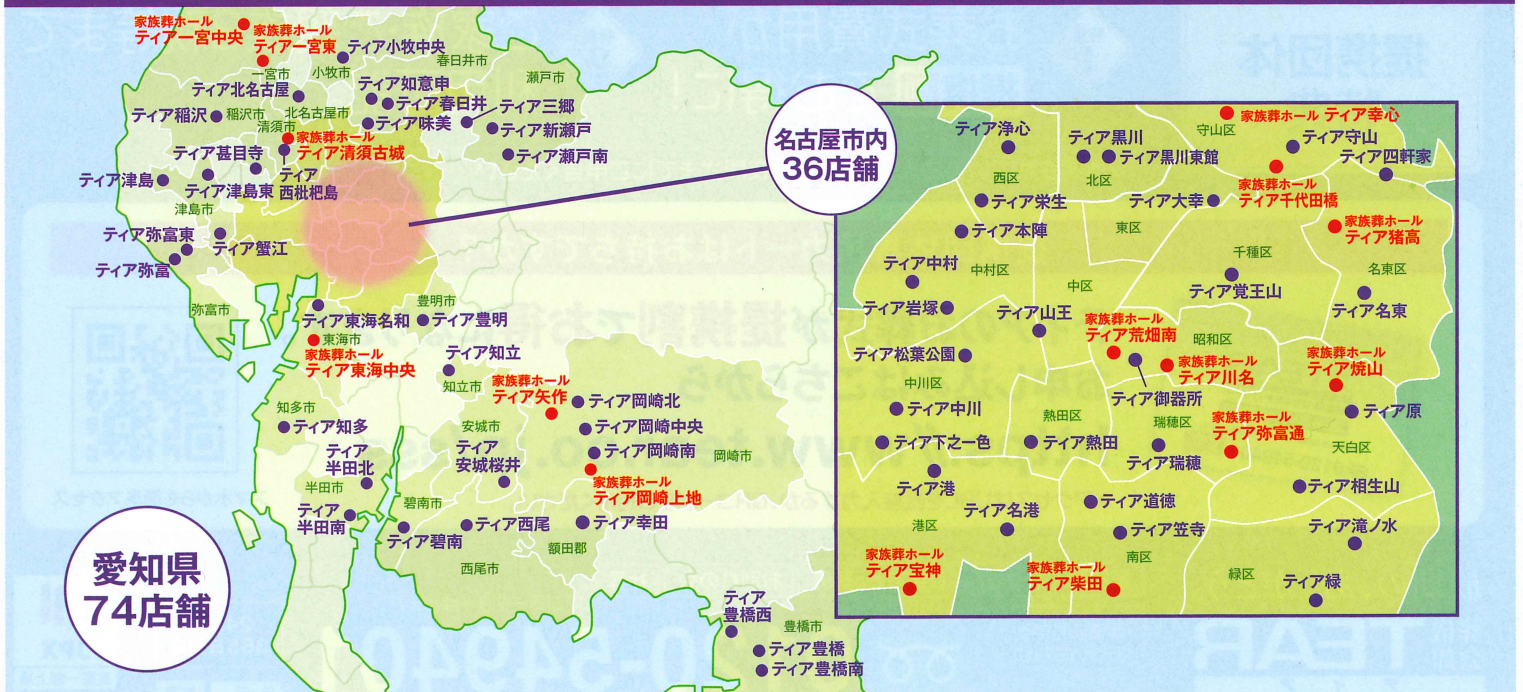 家族葬ホール
ティア一宮中央
家族葬ホール
ティア一宮東
ティア小牧中央
一宮市
小牧市
春日井市
瀬戸市
ティア北名古屋
ティア如意申
ティア春日井
ティア三郷
ティア稲沢
稲沢市
北名古屋市
ティア味美
ティア新瀬戸
清須市
家族葬ホール
ティア清須古城
ティア瀬戸南
ティア甚目寺
ティア津島
ティア津島東
ティア
西枇杷島
津島市
ティア弥富東
ティア蟹江
ティア弥富
弥富市
ティア東海名和
豊明市
ティア豊明
東海市
家族葬ホール
ティア東海中央
ティア知立
知立市
家族葬ホール
ティア矢作
ティア岡崎北
知多市
ティア知多
安城市
ティア岡崎中央
ティア
安城桜井
ティア岡崎南
岡崎市
ティア
半田北
家族葬ホール
ティア岡崎上地
半田市
ティア
半田南
碧南市
ティア碧南
ティア西尾
ティア幸田
額田郡
西尾市
愛知県
74店舗
ティア
豊橋西
豊橋市
ティア豊橋
ティア豊橋南
名古屋市内
36店舗
家族葬ホール ティア幸心
ティア浄心
ティア黒川
守山区
ティア守山
ティア黒川東館
ティア四軒家
西区
北区
家族葬ホール
ティア千代田橋
ティア栄生
ティア大幸
ティア本陣
東区
家族葬ホール
ティア猪高
千種区
ティア中村
中村区
名東区
中区
ティア覚王山
ティア岩塚
ティア山王
ティア名東
家族葬ホール
ティア荒畑南
昭和区
ティア松葉公園
家族葬ホール
ティア川名
家族葬ホール
ティア焼山
中川区
ティア御器所
ティア中川
熱田区
瑞穂区
家族葬ホール
ティア弥富通
ティア原
ティア下之一色
ティア熱田
天白区
ティア瑞穂
ティア港
ティア相生山
ティア名港
ティア道徳
港区
ティア笠寺
ティア滝ノ水
南区
家族葬ホール
ティア宝神
家族葬ホール
ティア柴田
緑区
ティア緑